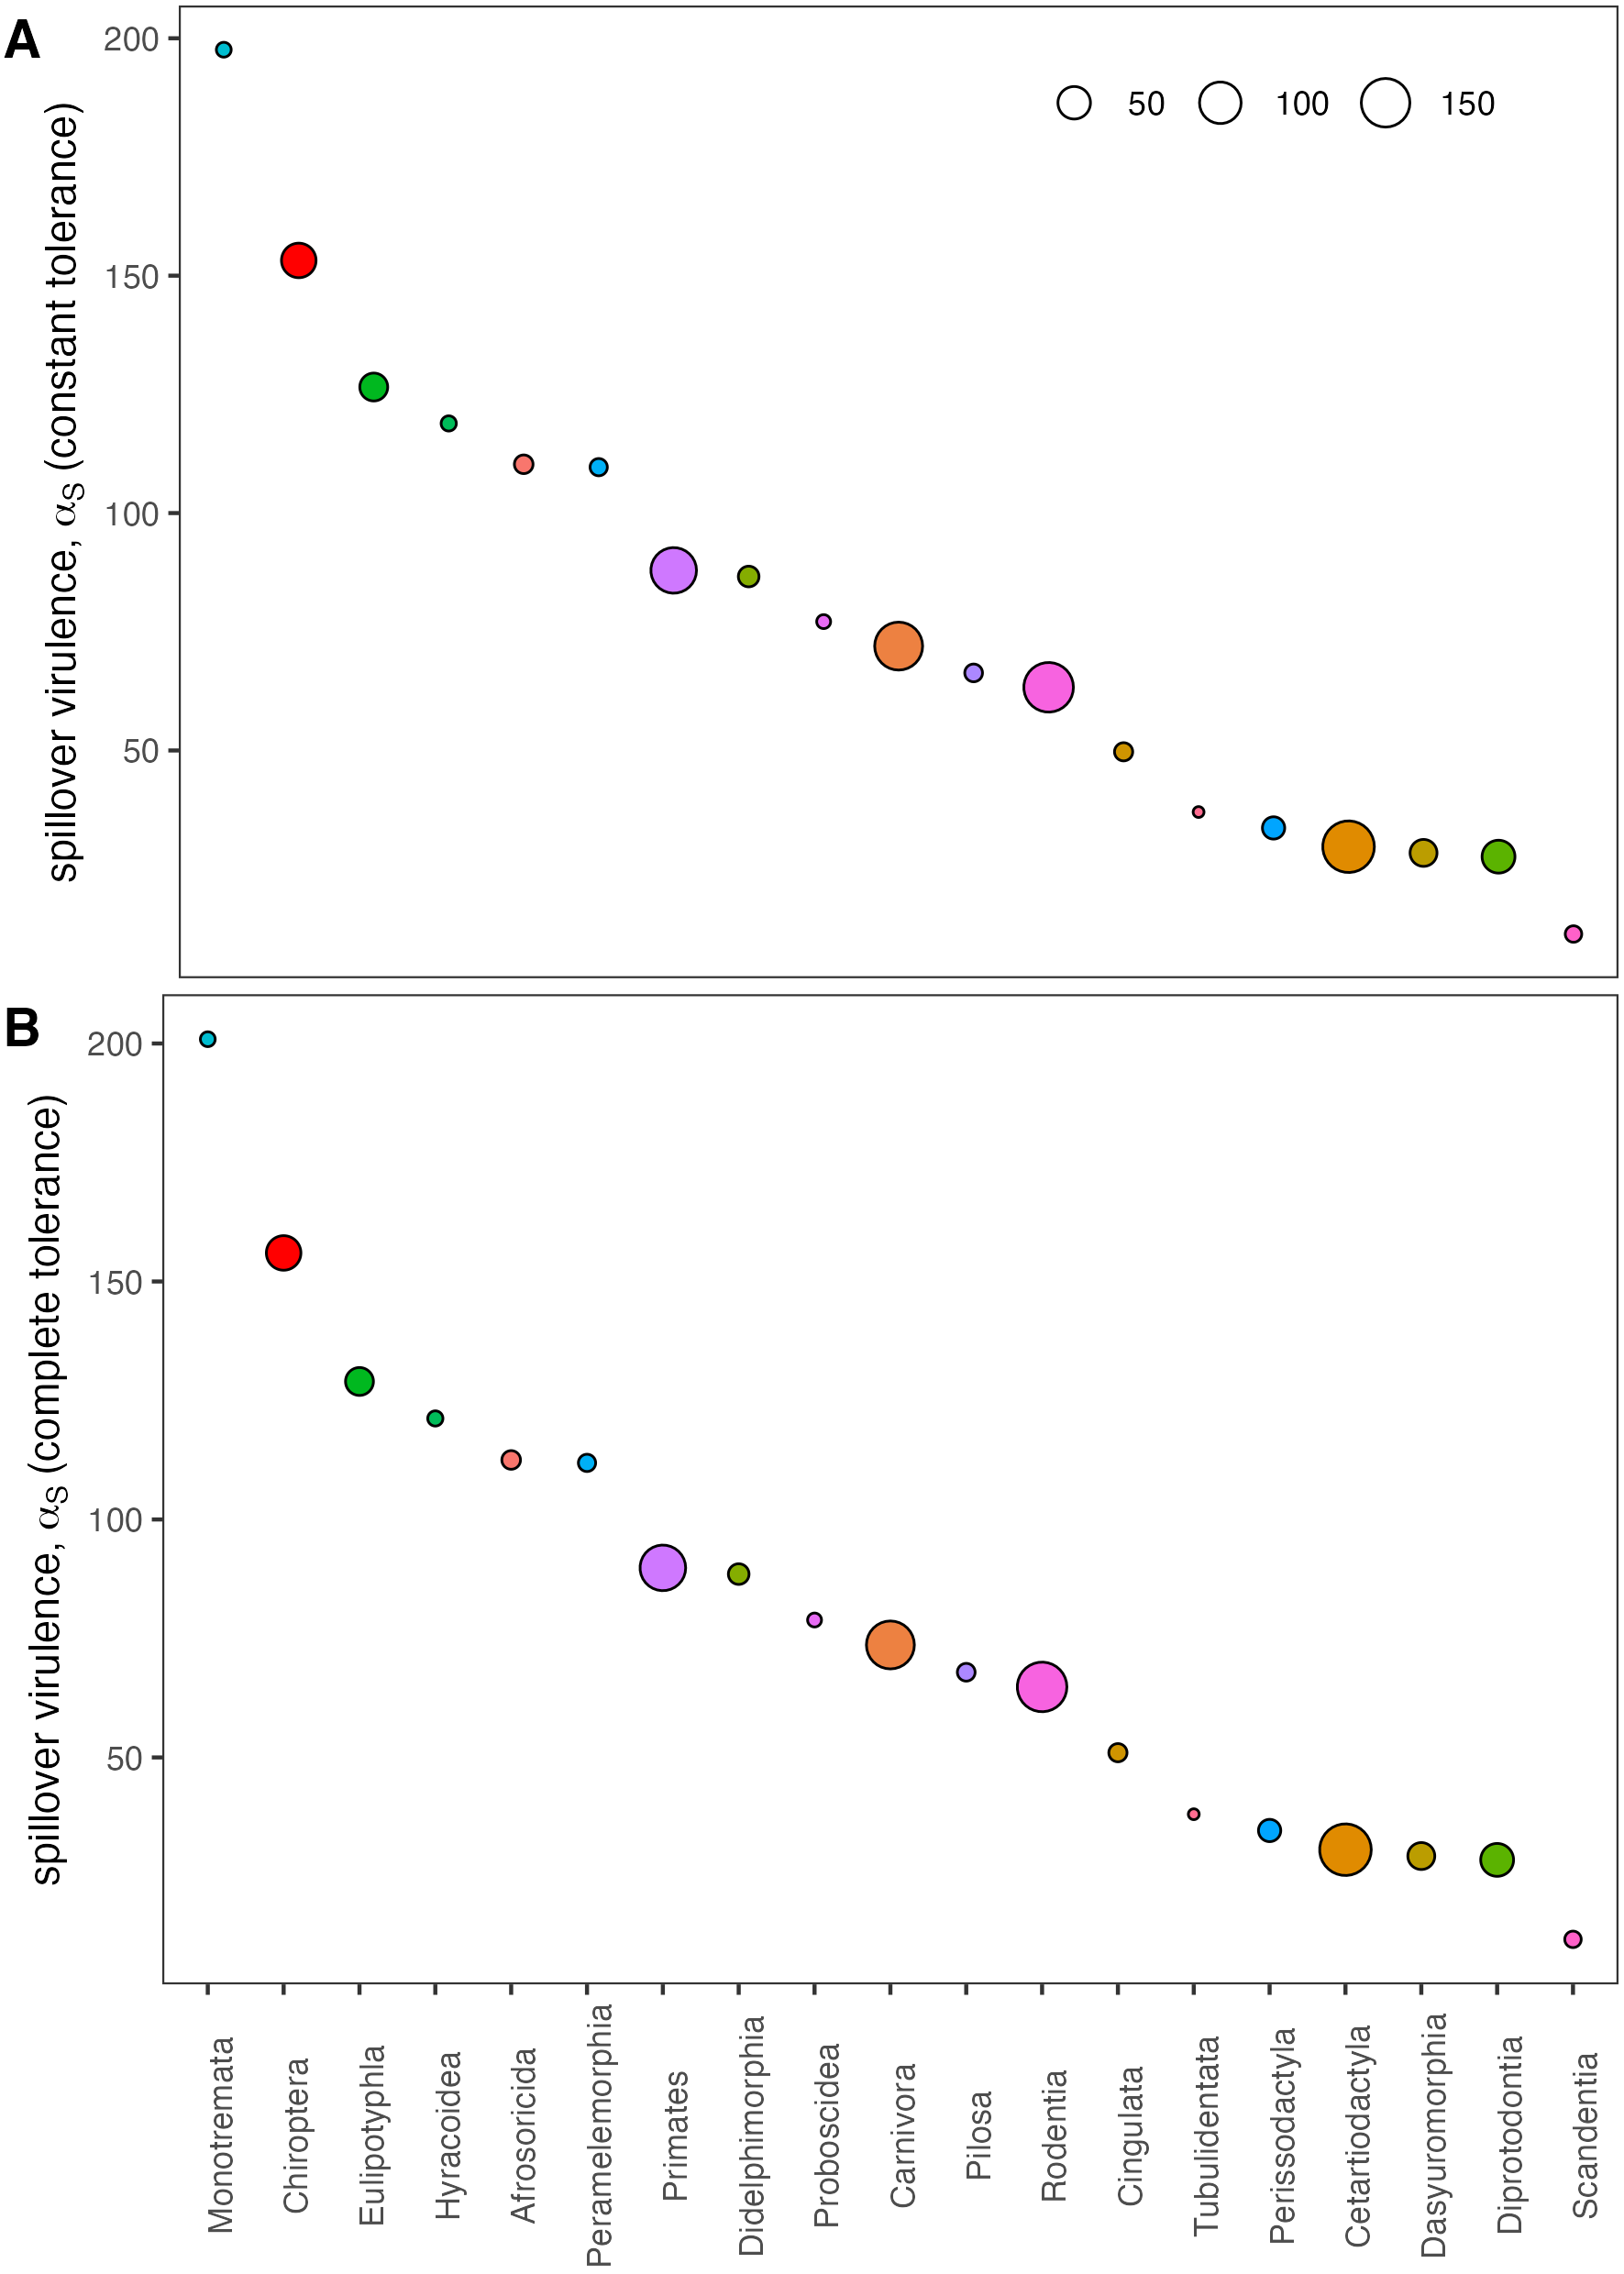 A
spillover virulence, αS (constant tolerance)
200
150
100
50
50 100 150
B
spillover virulence, αS (complete tolerance)
200
150
100
50
Monotremata
Chiroptera
Eulipotyphla
Hyracoidea
Afrosoricida
Peramelemorphia
Primates
Didelphimorphia
Proboscidea
Carnivora
Pilosa
Rodentia
Cingulata
Tubulidentata
Perissodactyla
Cetartiodactyla
Dasyuromorphia
Diprotodontia
Scandentia